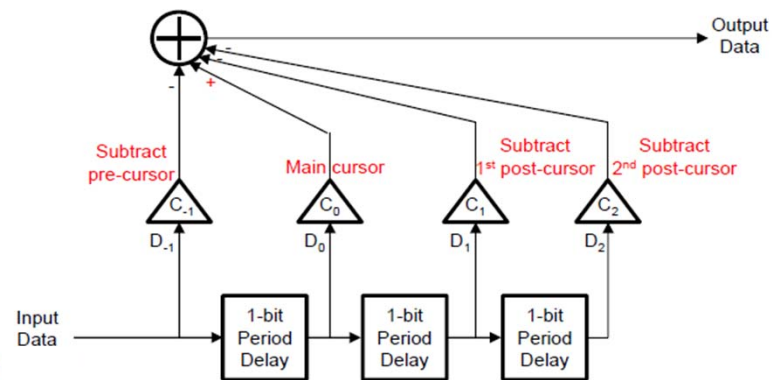 Output
Data
-
+
-
-
Subtract
pre-cursor
Main cursor
Subtract
1st post-cursor
Subtract
2nd post-cursor
C-1
C0
C1
C2
D-1
D0
D1
D2
Input
Data
1-bit
Period
Delay
1-bit
Period
Delay
1-bit
Period
Delay